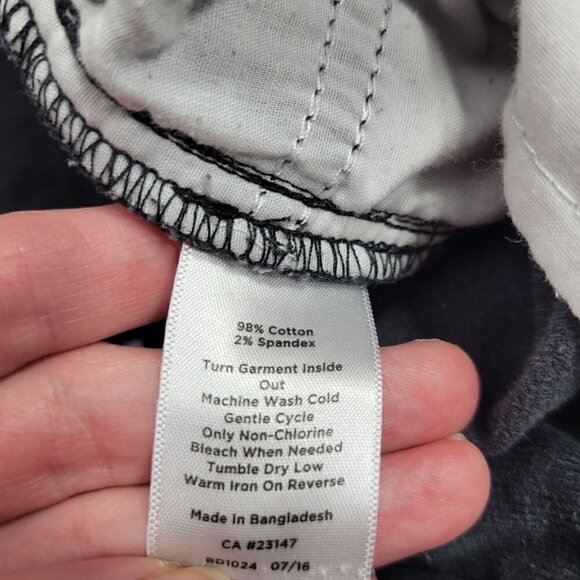 98% Cotton
2% Spandex
Turn Garment Inside
Out
Machine Wash Cold
Gentle Cycle
Only Non-Chlorine
Bleach When Needed
Tumble Dry Low
Warm Iron On Reverse
Made in Bangladesh
CA #23147
BD1024 07/16